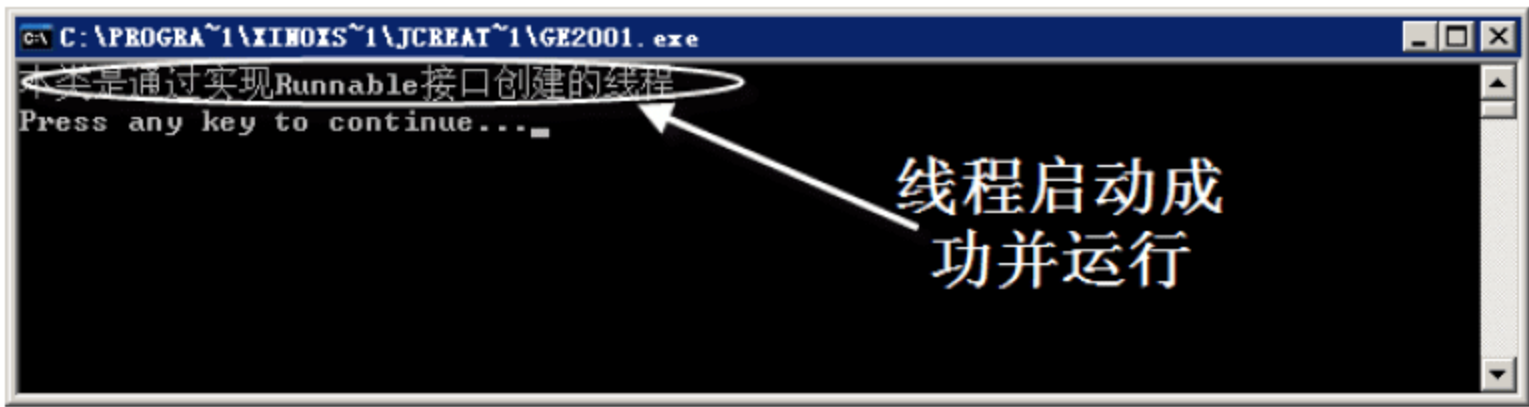 C:\PROGRA~1\XINOXS~1\JCREAT~1\GE2001.exe
本类是通过实现Runnable接口创建的线程
Press any key to continue..._
线程启动成
功并运行